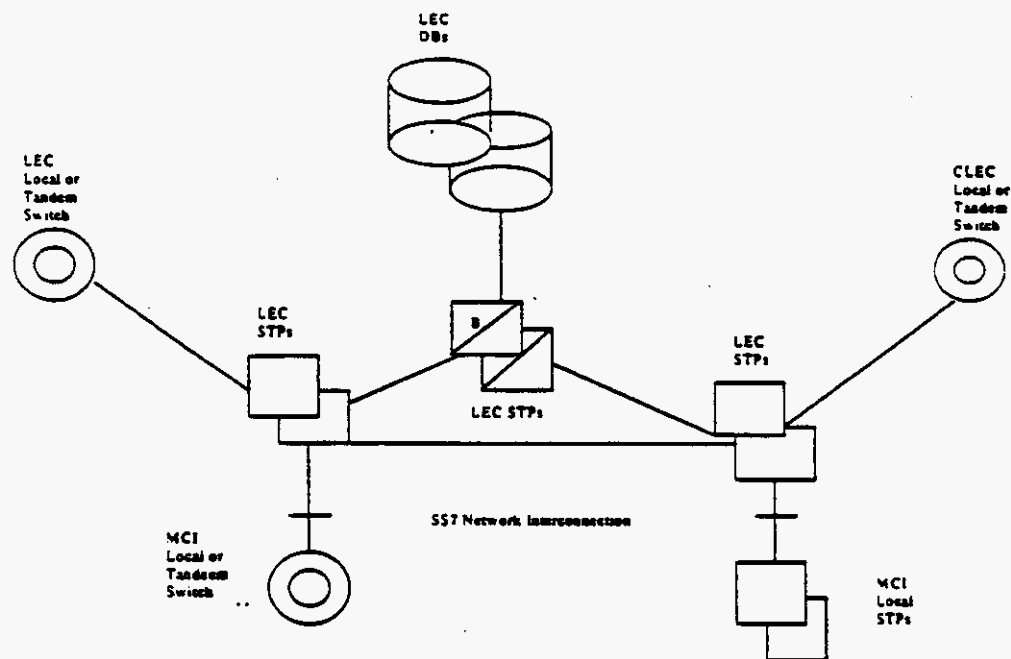 LEC
DBs
LEC
Local or
Tandem
Switch
CLEC
Local or
Tandem
Switch
LEC
STPs
B
LEC STPs
LEC
STPs
SS7 Network Interconnection
MCI
Local or
Tandem
Switch
MCI
Local
STPs